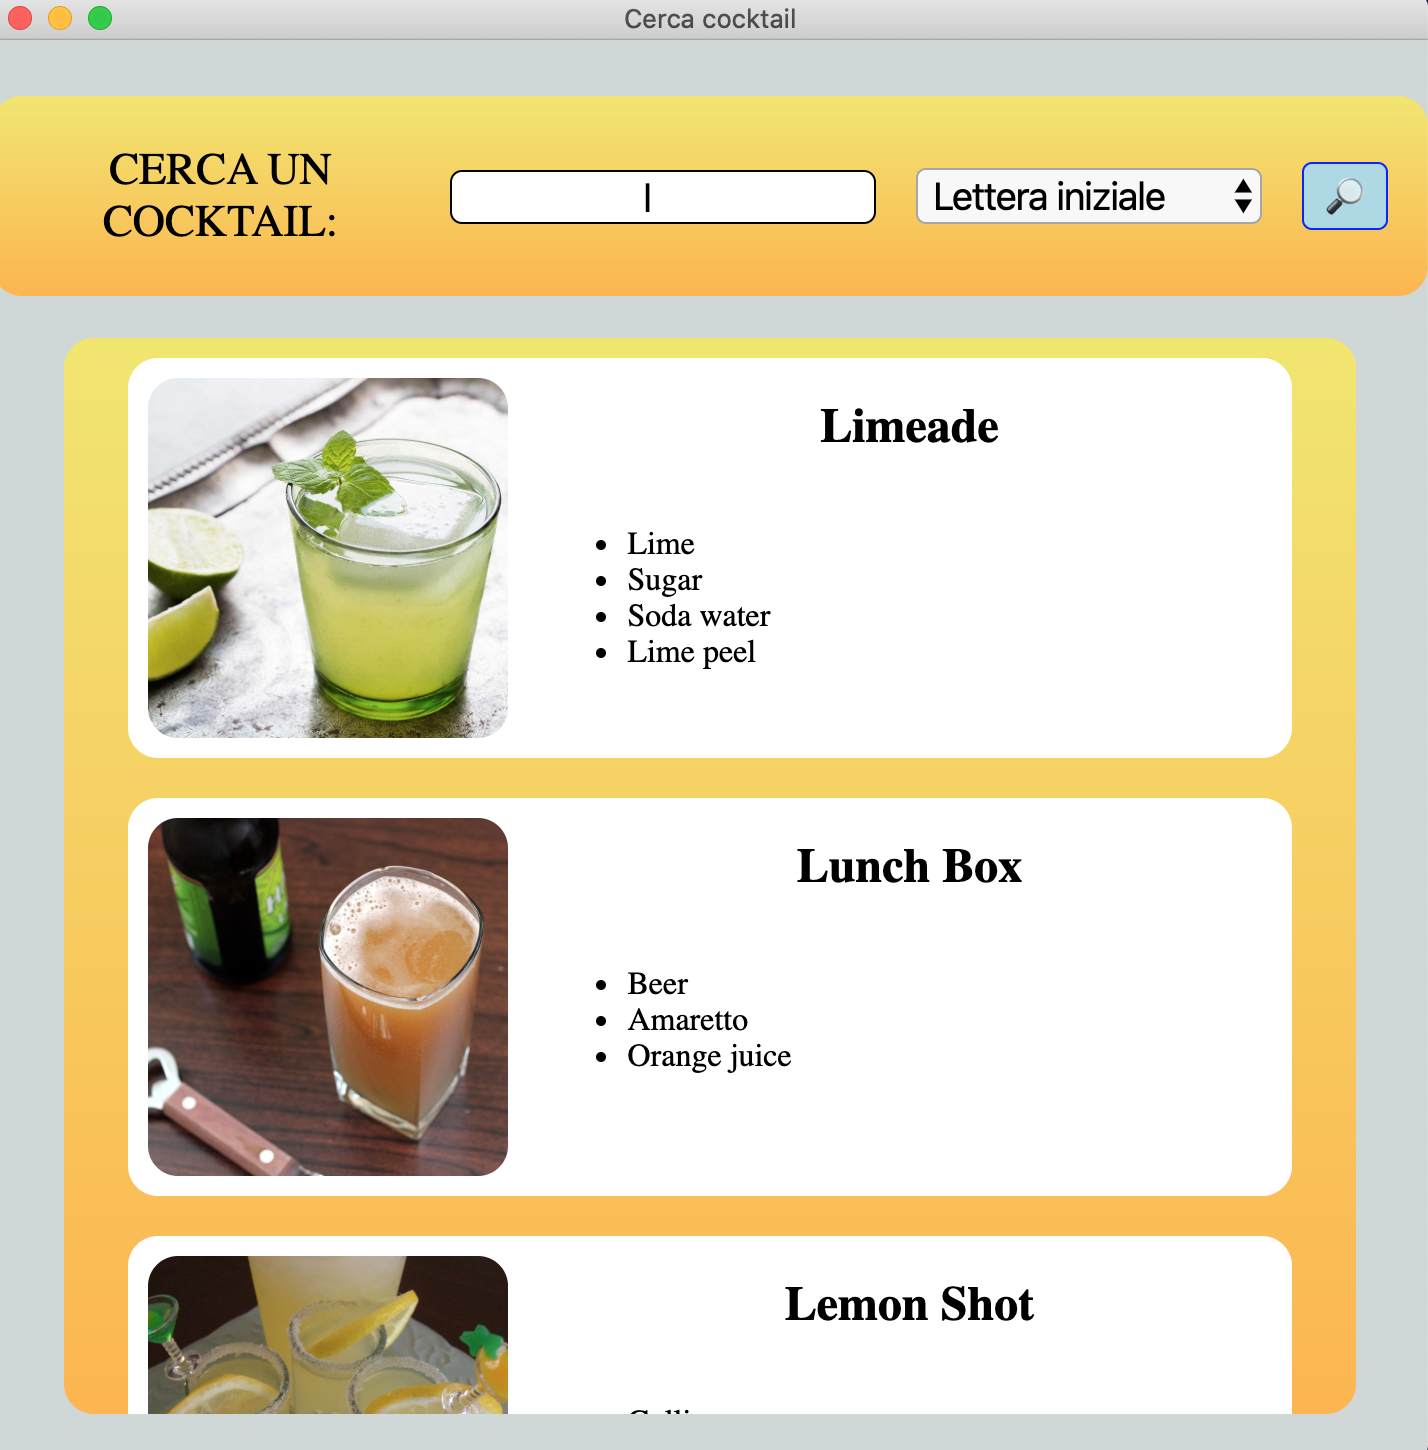 Cerca cocktail
CERCA UN
COCKTAIL:
Lettera iniziale
Limeade
Lime
Sugar
Soda water
Lime peel
Lunch Box
Beer
Amaretto
Orange juice
Lemon Shot